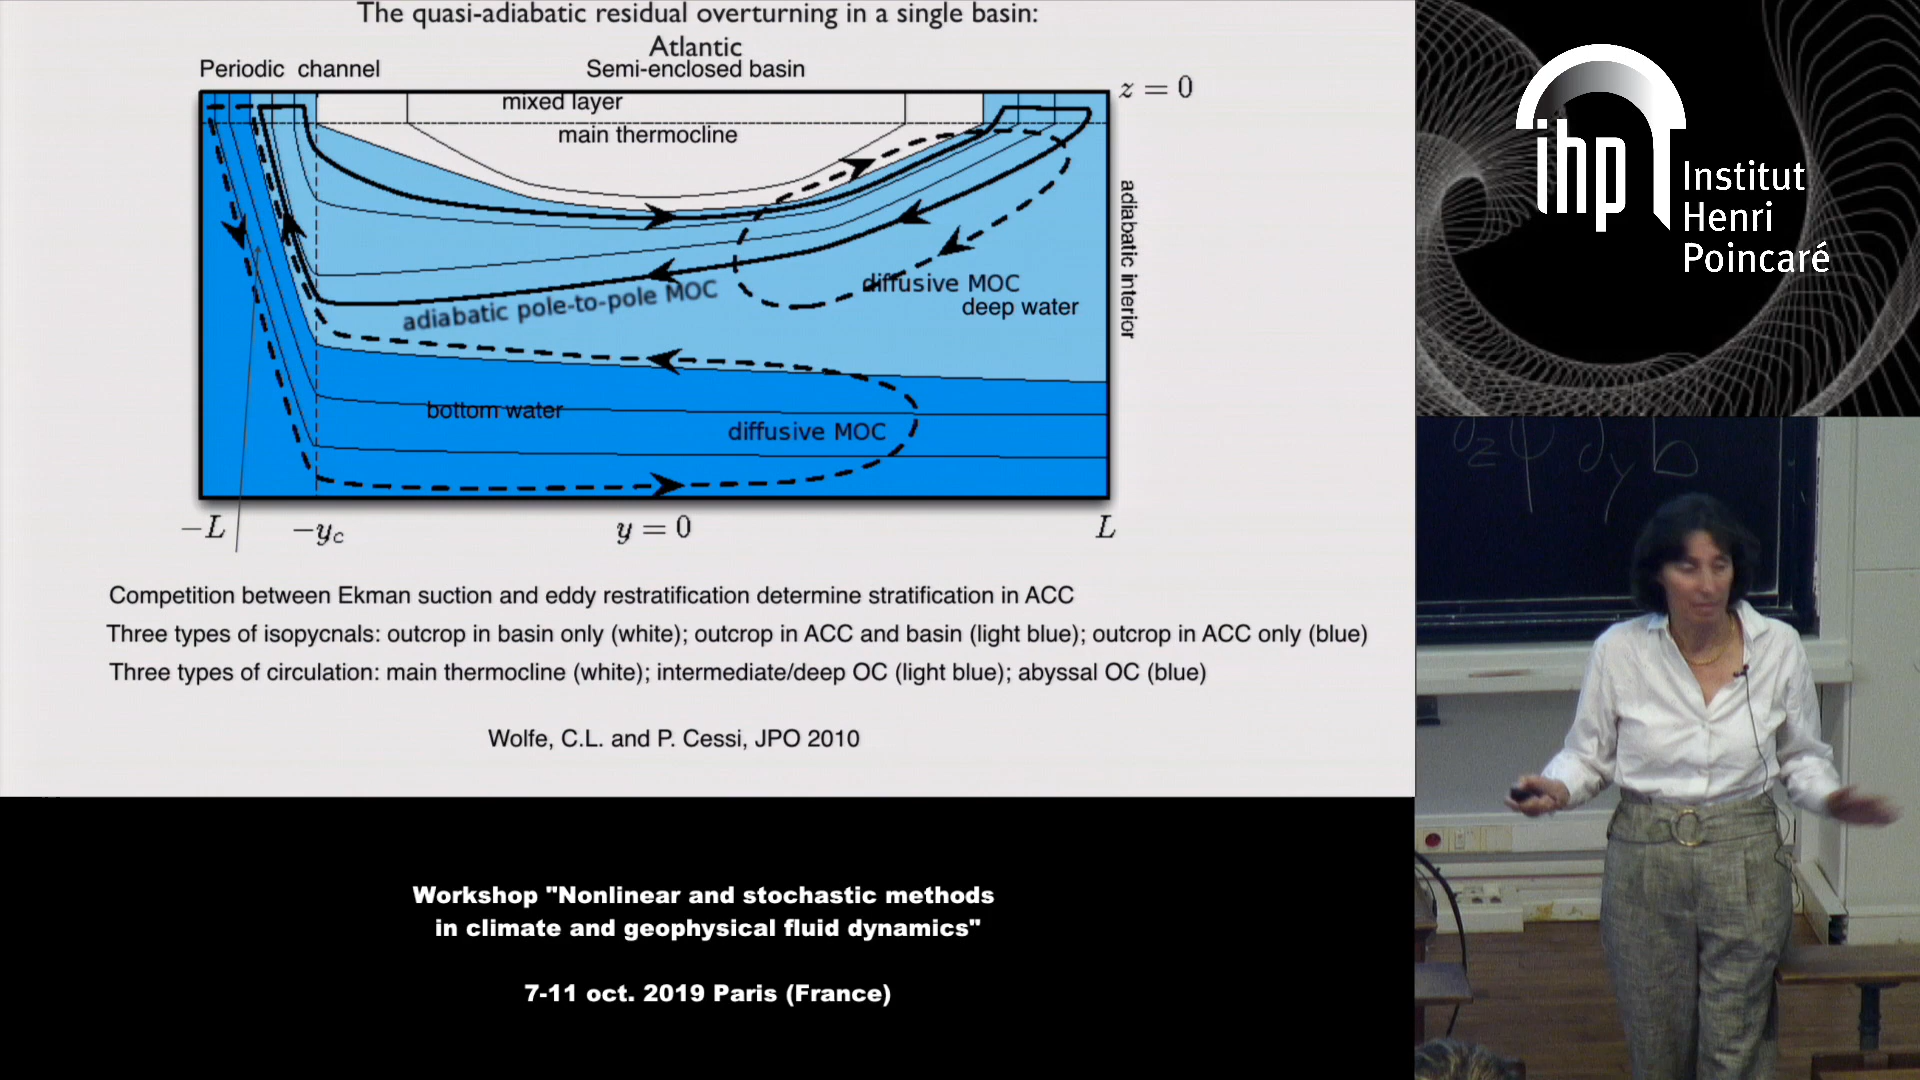 The quasi-adiabatic residual overturning in a single basin:
Atlantic
Periodic channel
Semi-enclosed basin
z = 0
mixed layer
main thermocline
adiabatic interior
diffusive MOC
deep water
adiabatic pole-to-pole MOC
bottom water
diffusive MOC
−L
−yc
y = 0
L
Competition between Ekman suction and eddy restratification determine stratification in ACC
Three types of isopycnals: outcrop in basin only (white); outcrop in ACC and basin (light blue); outcrop in ACC only (blue)
Three types of circulation: main thermocline (white); intermediate/deep OC (light blue); abyssal OC (blue)
Wolfe, C.L. and P. Cessi, JPO 2010
Workshop "Nonlinear and stochastic methods
in climate and geophysical fluid dynamics"
7-11 oct. 2019 Paris (France)
ihp
Institut
Henri
Poincaré
∂zψ ∂yb